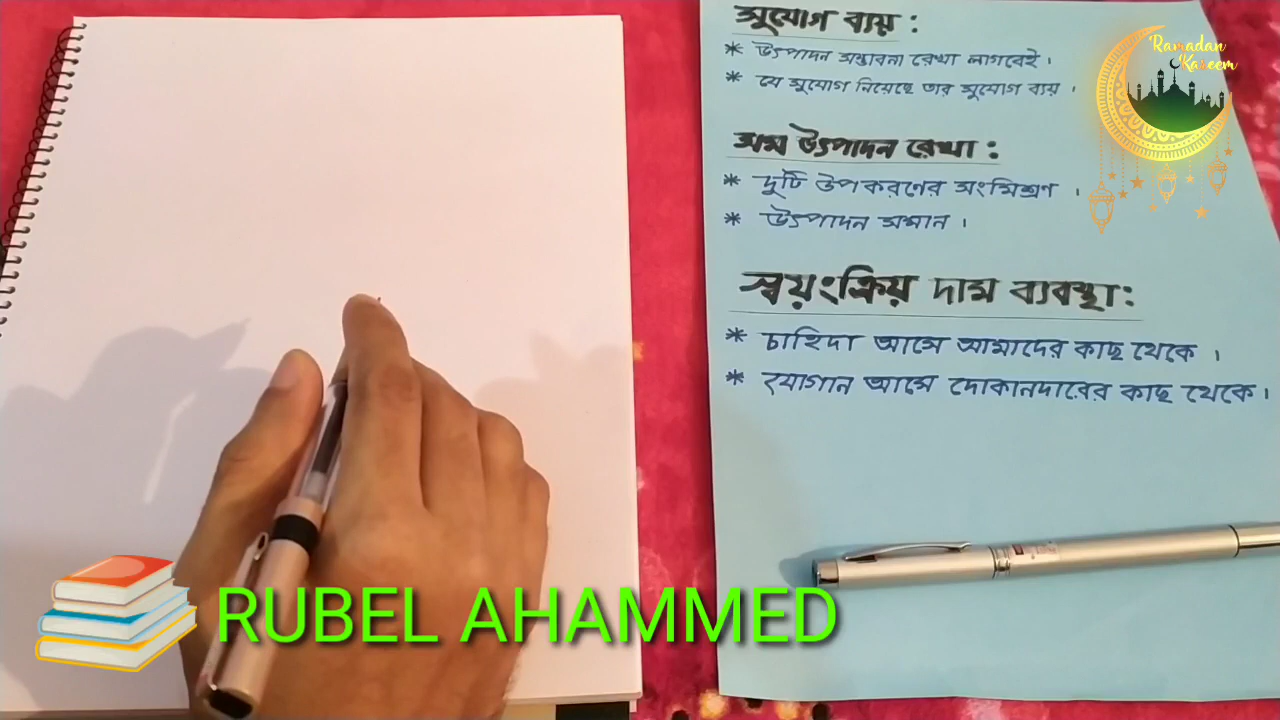 সুযোগ ব্যয় :
* উৎপাদন সম্ভাবনা রেখা লাগবেই ।
* যে সুযোগ নিয়েছে তার সুযোগ ব্যয় ।
সম উৎপাদন রেখা :
* দুটি উপকরণের সংমিশ্রণ ।
* উৎপাদন সমান ।
স্বয়ংক্রিয় দাম ব্যবস্থা :
* চাহিদা আসে আমাদের কাছ থেকে ।
* যোগান আসে দোকানদারের কাছ থেকে ।
Ramadan
Kareem
RUBEL AHAMMED